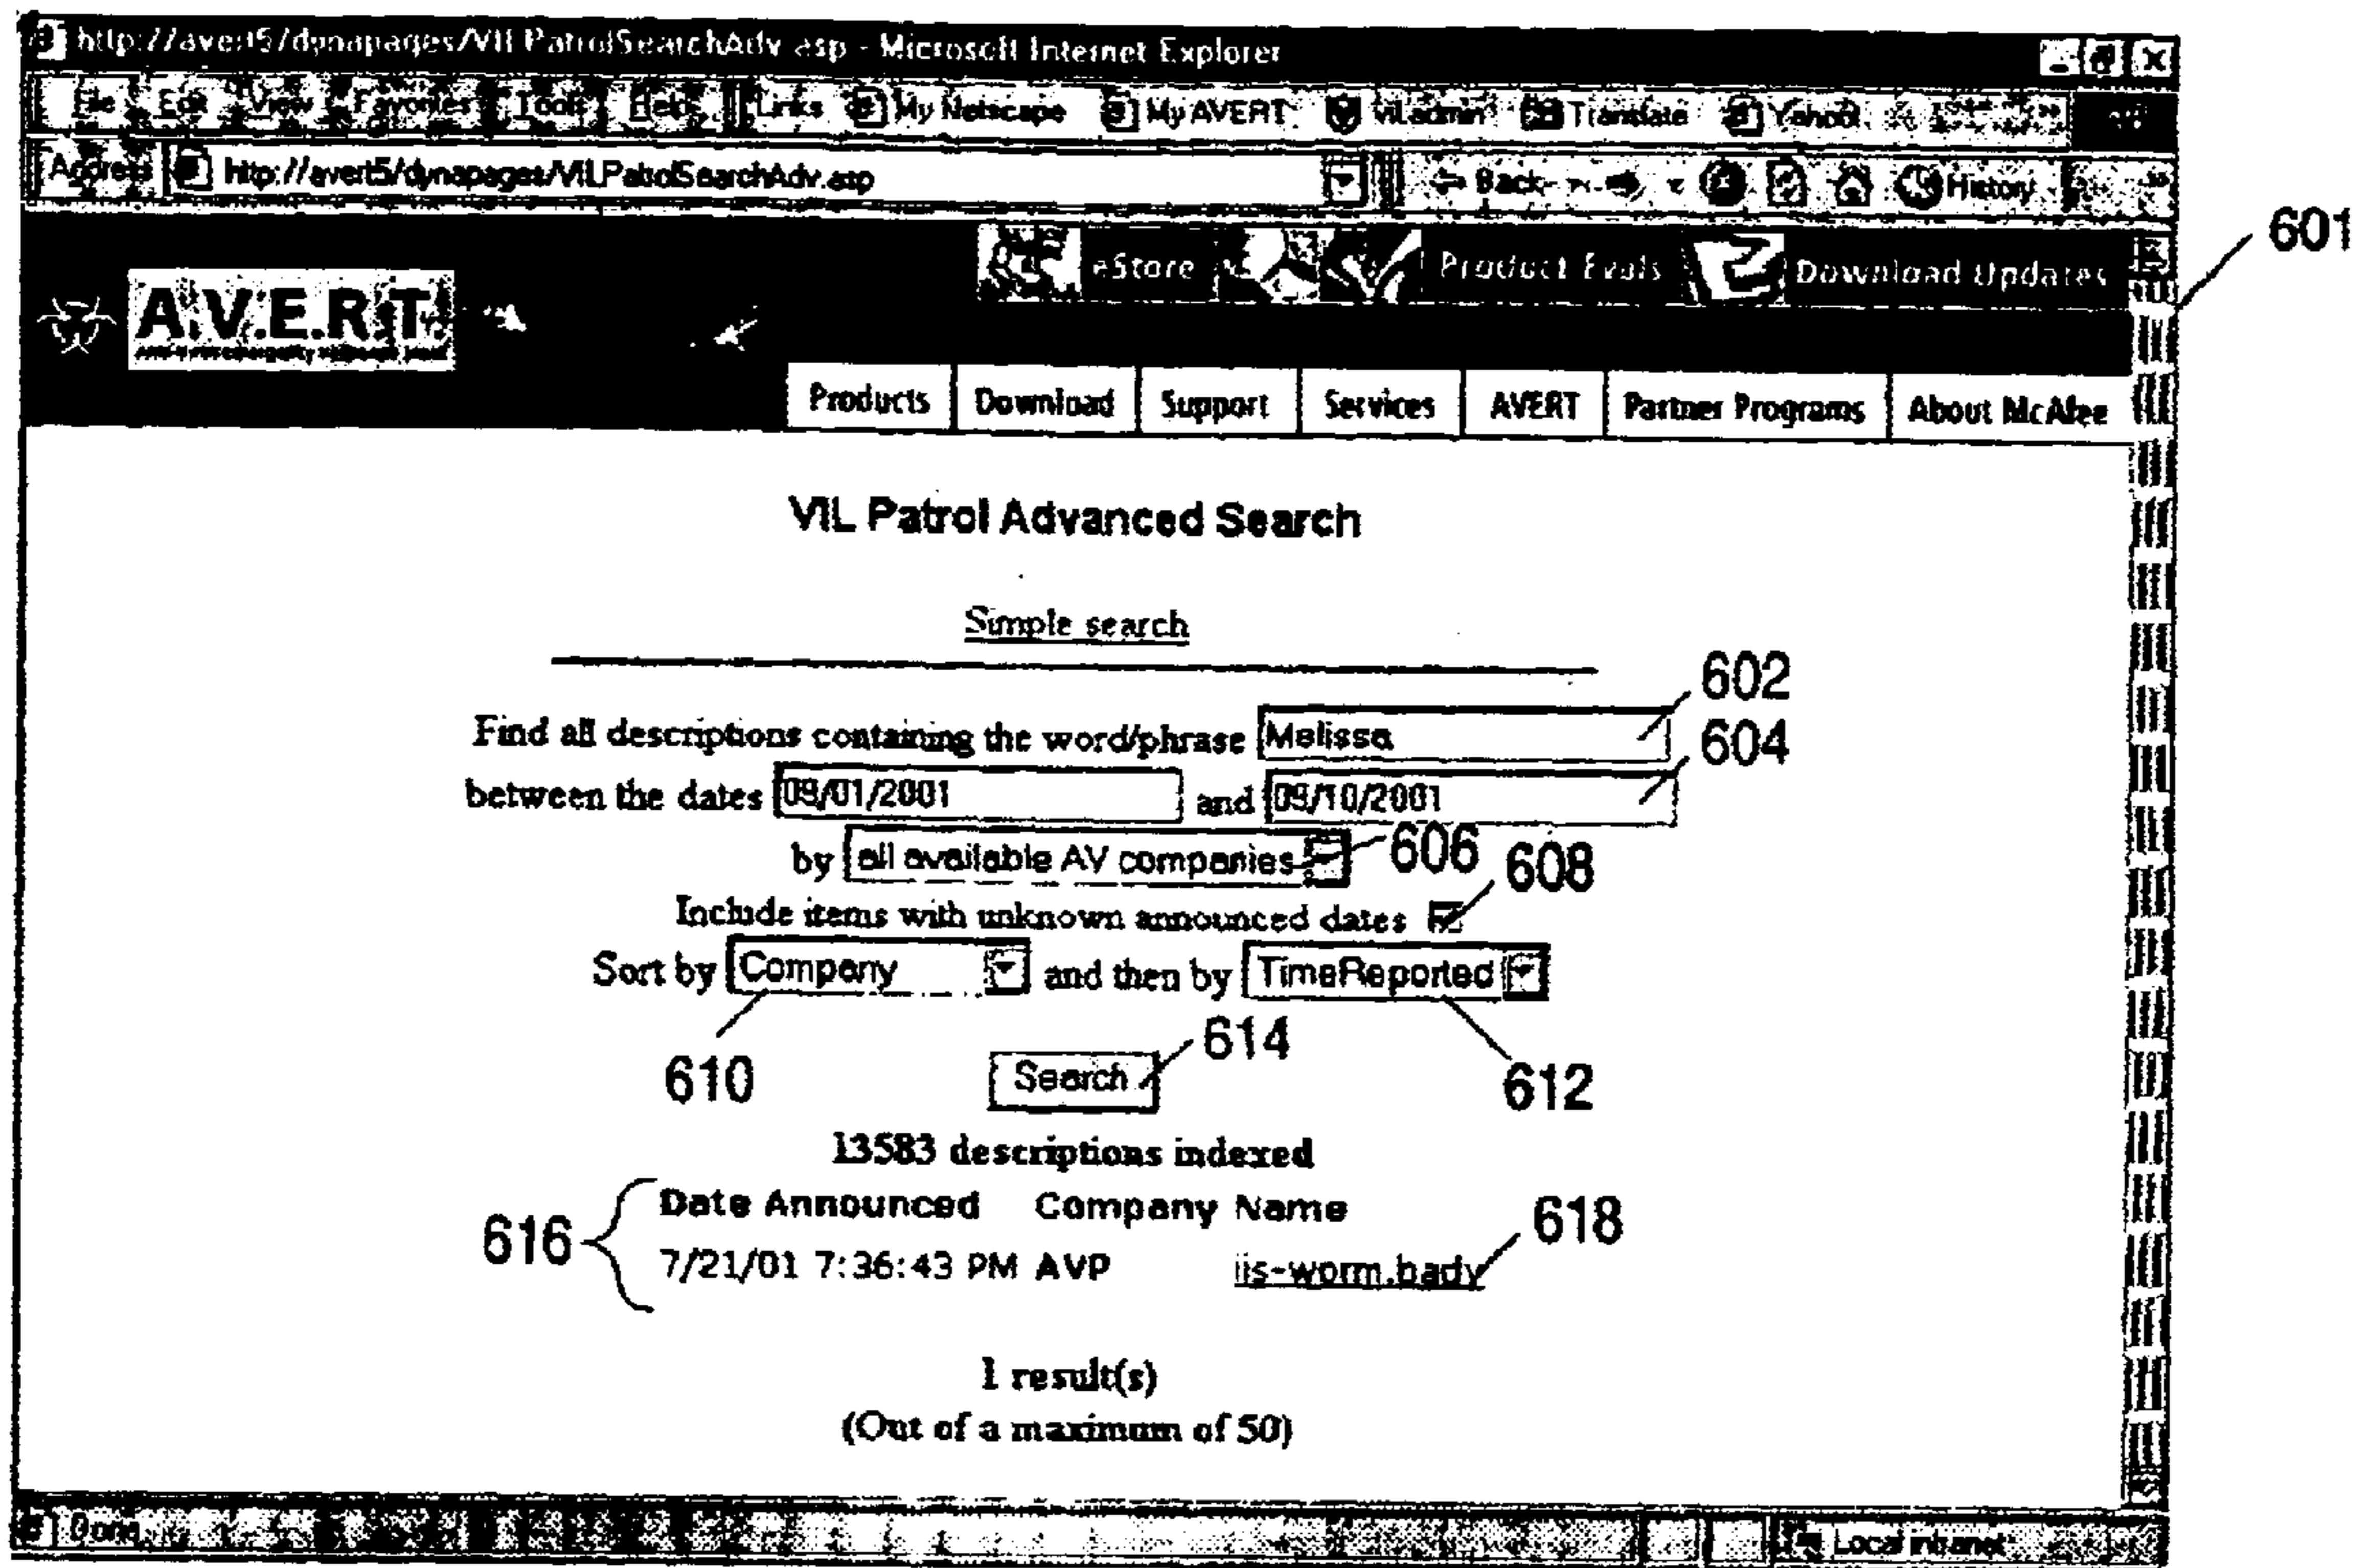 http://avert5/dynapages/VILPatrolSearchAdv.asp - Microsoft Internet Explorer
File Edit View Favorites Tools Help Links My Netscape My AVERT vil admin Translate Yahoo!
Address http://avert5/dynapages/VILPatrolSearchAdv.asp Back History
601
eStore Product Evals Download Updates
A.V.E.R.T.
Products Download Support Services AVERT Partner Programs About McAfee
VIL Patrol Advanced Search
Simple search
602
Find all descriptions containing the word/phrase Melissa
604
between the dates 09/01/2001 and 09/10/2001
by all available AV companies 606 608
Include items with unknown announced dates
Sort by Company and then by TimeReported
610 Search 614 612
13583 descriptions indexed
616 Date Announced Company Name 618
7/21/01 7:36:43 PM AVP iis-worm.bady
1 result(s)
(Out of a maximum of 50)
Done Local intranet